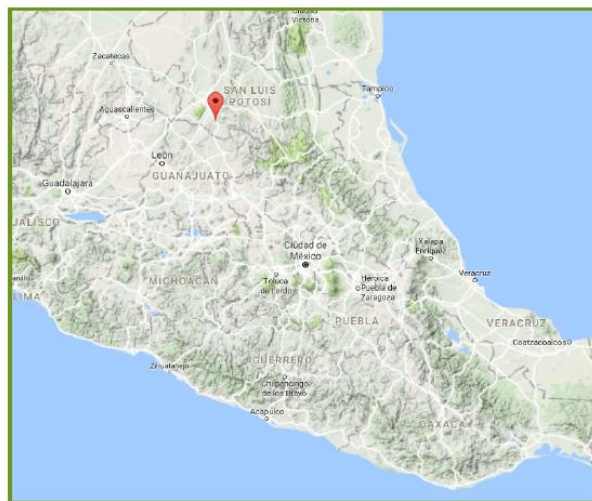 Ciudad
Victoria
Zacatecas
SAN LUIS
POTOSI
Tampico
Aguascalientes
León
GUANAJUATO
Guadalajara
JALISCO
Ciudad de
México
Xalapa
Enríquez
Toluca
de Lerdo
Heroica
Puebla de
Zaragoza
Veracruz
MICHOACÁN
LIMA
PUEBLA
VERACRUZ
Coatzacoalcos
GUERRERO
Zihuatanejo
Chilpancingo
de los Bravo
Acapulco
OAXACA